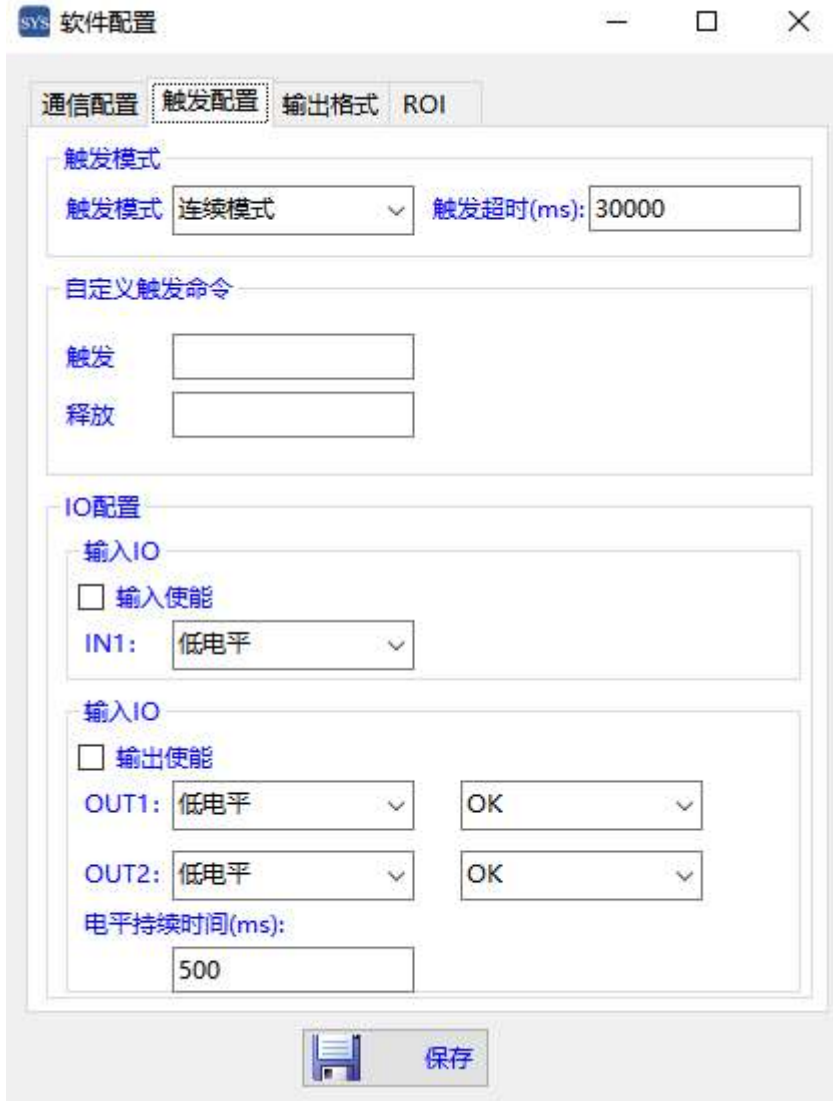 SYS 软件配置
通信配置 触发配置 输出格式 ROI
触发模式
触发模式 连续模式 触发超时(ms): 30000
自定义触发命令
触发
释放
IO配置
输入IO
输入使能
IN1: 低电平
输入IO
输出使能
OUT1: 低电平 OK
OUT2: 低电平 OK
电平持续时间(ms):
500
保存